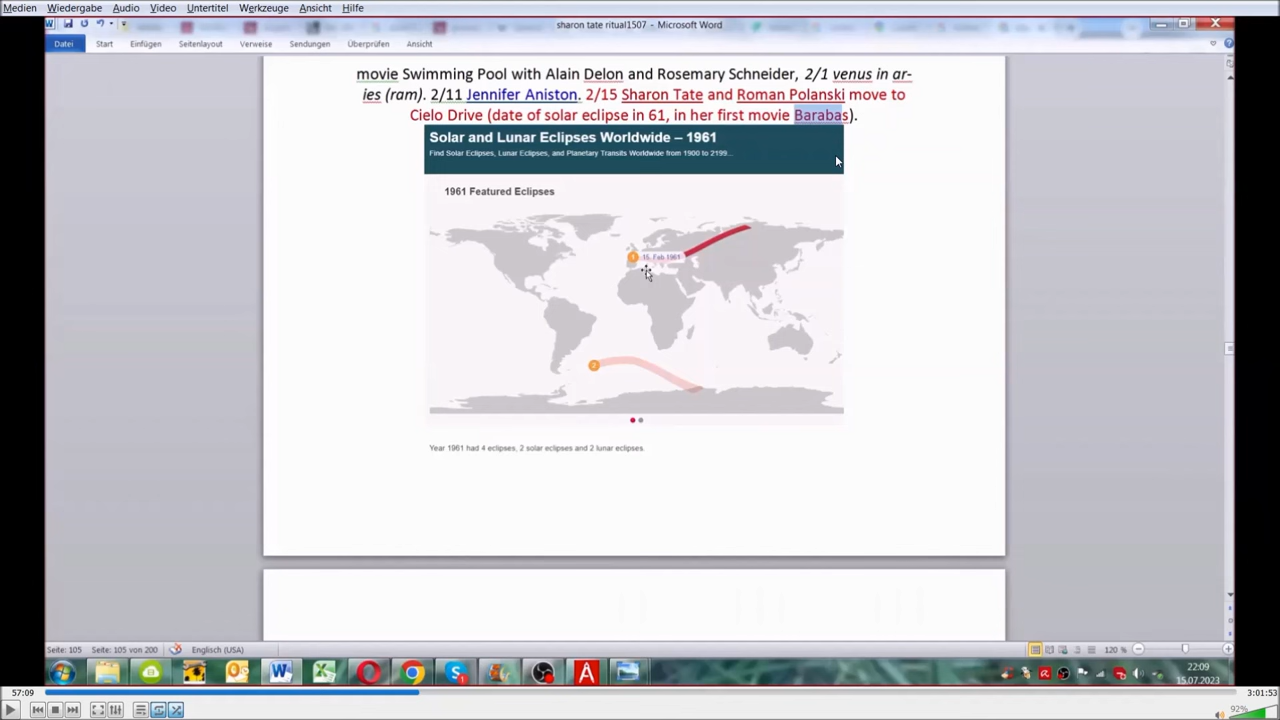 Medien Wiedergabe Audio Video Untertitel Werkzeuge Ansicht Hilfe
sharon tate ritual1507 - Microsoft Word
Datei Start Einfügen Seitenlayout Verweise Sendungen Überprüfen Ansicht
movie Swimming Pool with Alain Delon and Rosemary Schneider, 2/1 venus in ar-
ies (ram). 2/11 Jennifer Aniston. 2/15 Sharon Tate and Roman Polanski move to
Cielo Drive (date of solar eclipse in 61, in her first movie Barabas).
Solar and Lunar Eclipses Worldwide – 1961
Find Solar Eclipses, Lunar Eclipses, and Planetary Transits Worldwide from 1900 to 2199...
1961 Featured Eclipses
1 15. Feb 1961
2
Year 1961 had 4 eclipses, 2 solar eclipses and 2 lunar eclipses.
Seite: 105 Seite: 105 von 200 Englisch (USA) 120 %
22:09
15.07.2023
57:09 3:01:53
92%